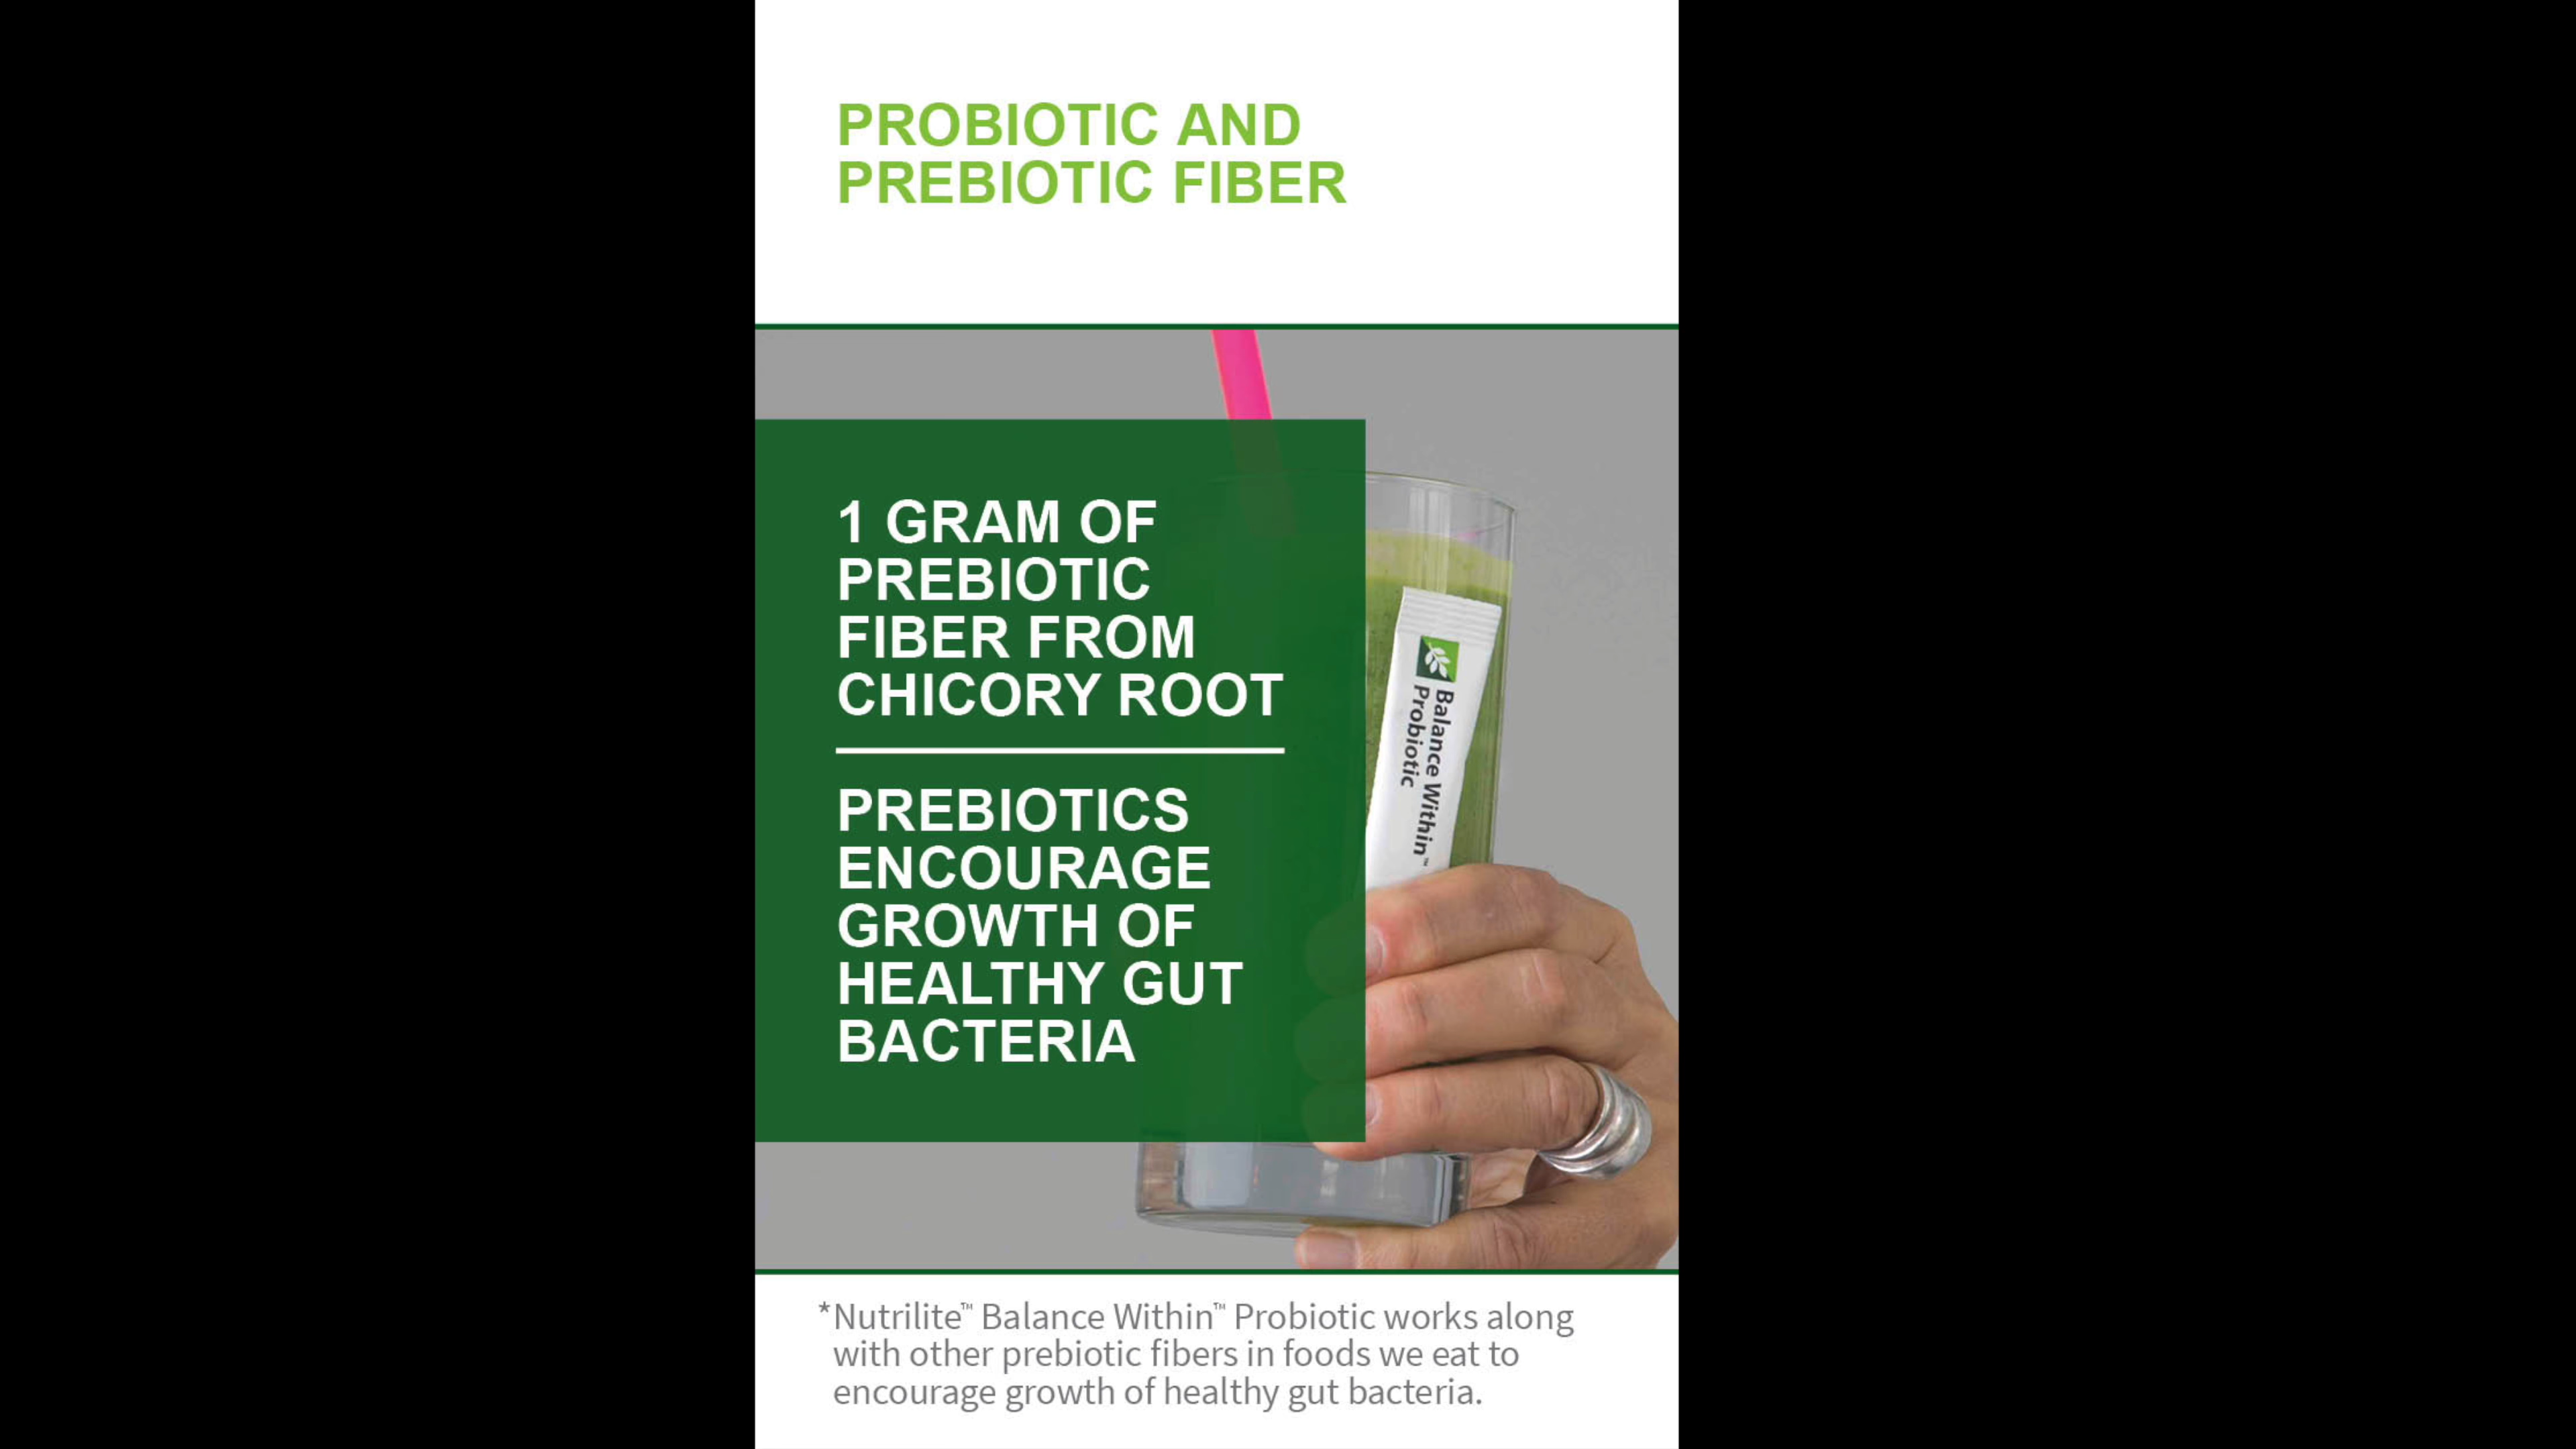 PROBIOTIC AND
PREBIOTIC FIBER
1 GRAM OF
PREBIOTIC
FIBER FROM
CHICORY ROOT
PREBIOTICS
ENCOURAGE
GROWTH OF
HEALTHY GUT
BACTERIA
Balance Within™
Probiotic
*Nutrilite™ Balance Within™ Probiotic works along
with other prebiotic fibers in foods we eat to
encourage growth of healthy gut bacteria.